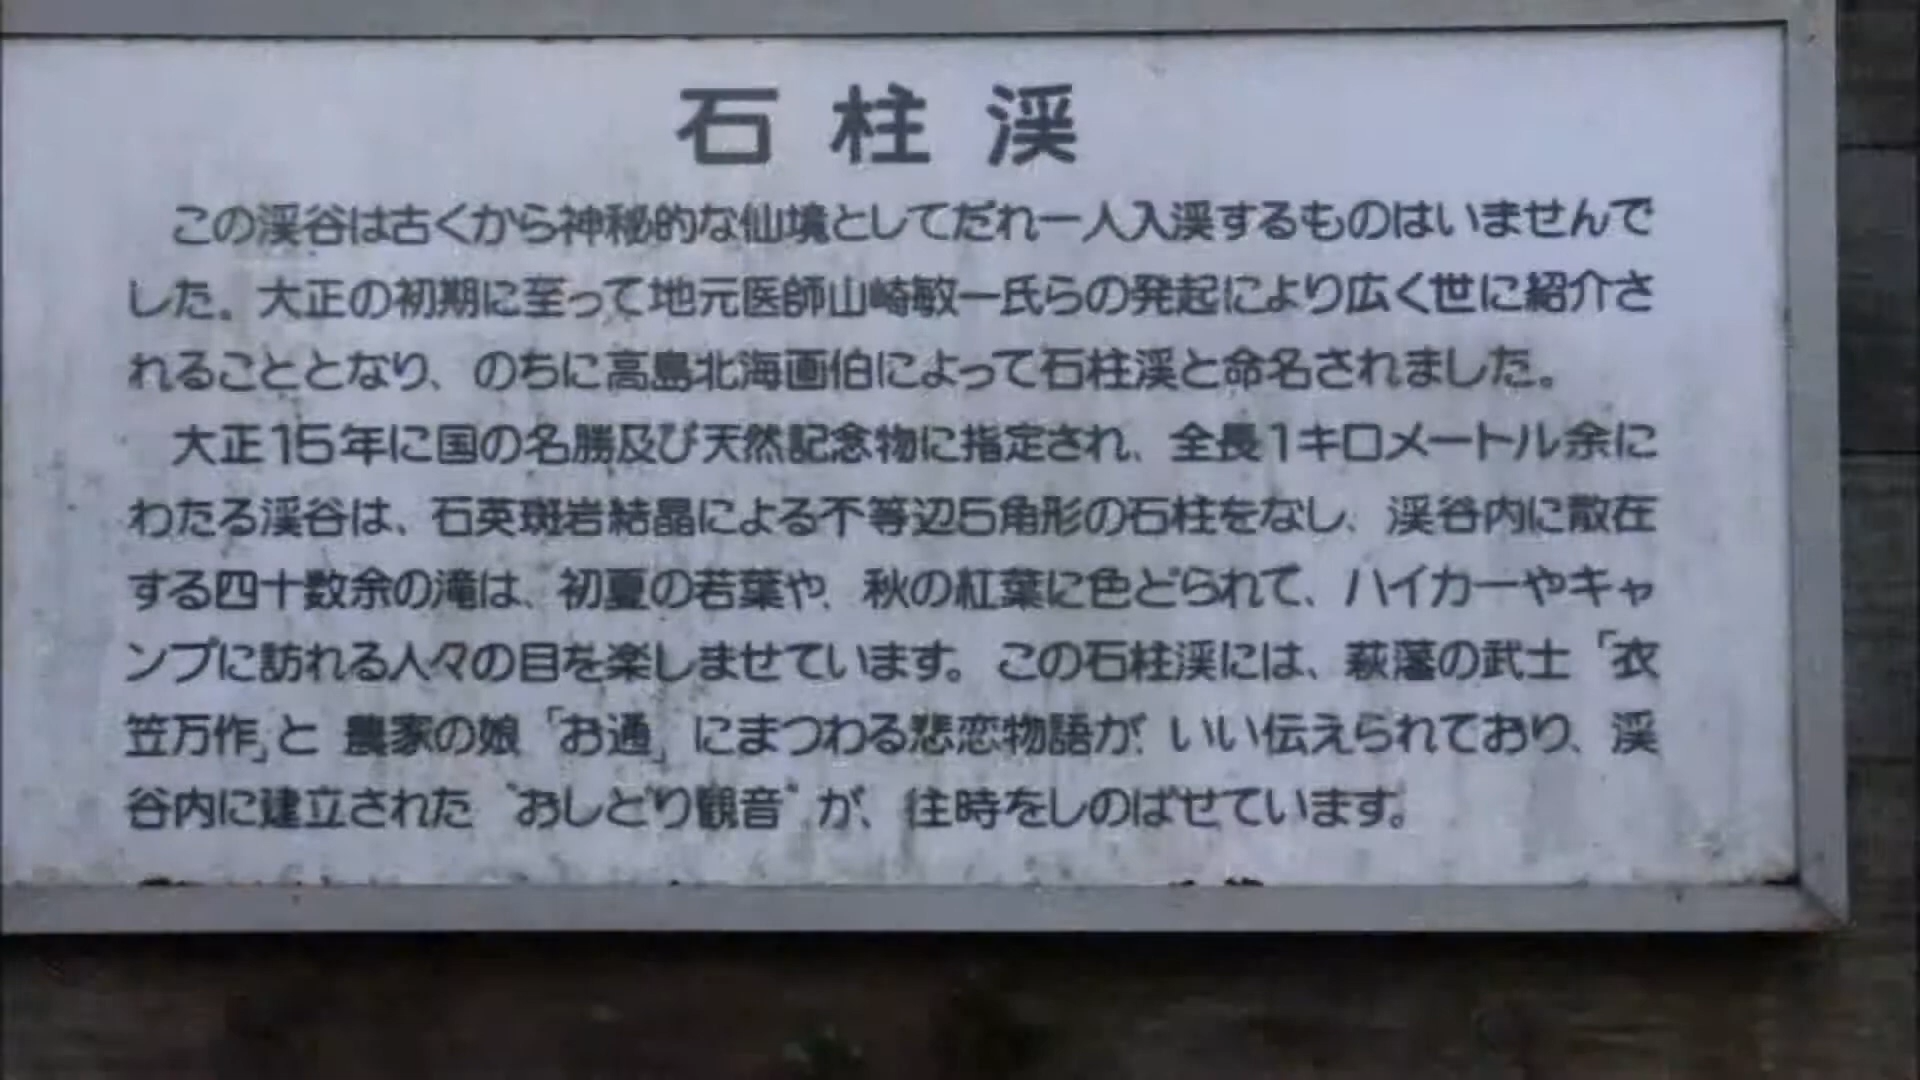 石柱渓
この渓谷は古くから神秘的な仙境としてだれ一人入渓するものはいませんで
した。大正の初期に至って地元医師山崎敏一氏らの発起により広く世に紹介さ
れることとなり、のちに高島北海画伯によって石柱渓と命名されました。
大正15年に国の名勝及び天然記念物に指定され、全長1キロメートル余に
わたる渓谷は、石英斑岩結晶による不等辺5角形の石柱をなし、渓谷内に散在
する四十数余の滝は、初夏の若葉や、秋の紅葉に色どられて、ハイカーやキャ
ンプに訪れる人々の目を楽しませています。この石柱渓には、萩藩の武士「衣
笠万作」と 農家の娘「お通」にまつわる悲恋物語が、いい伝えられており、渓
谷内に建立された“おしどり観音”が、往時をしのばせています。